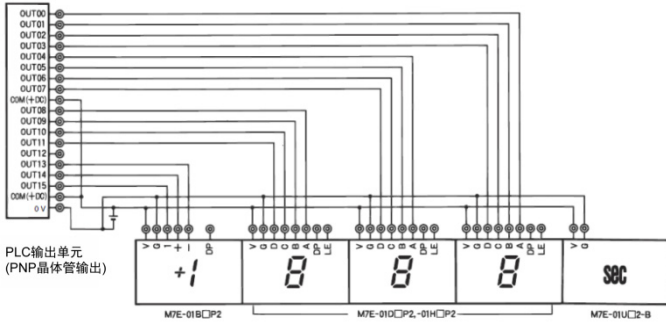 OUT00
OUT01
OUT02
OUT03
OUT04
OUT05
OUT06
OUT07
COM(+DC)
OUT08
OUT09
OUT10
OUT11
OUT12
OUT13
OUT14
OUT15
COM(+DC)
0V
PLC输出单元
(PNP晶体管输出)
V G 1 + − DP
V G D C B A DP LE
V G D C B A DP LE
V G D C B A DP LE
V G
+1
8
8
8
sec
M7E-01B□P2
M7E-01D□P2,-01H□P2
M7E-01U□2-B